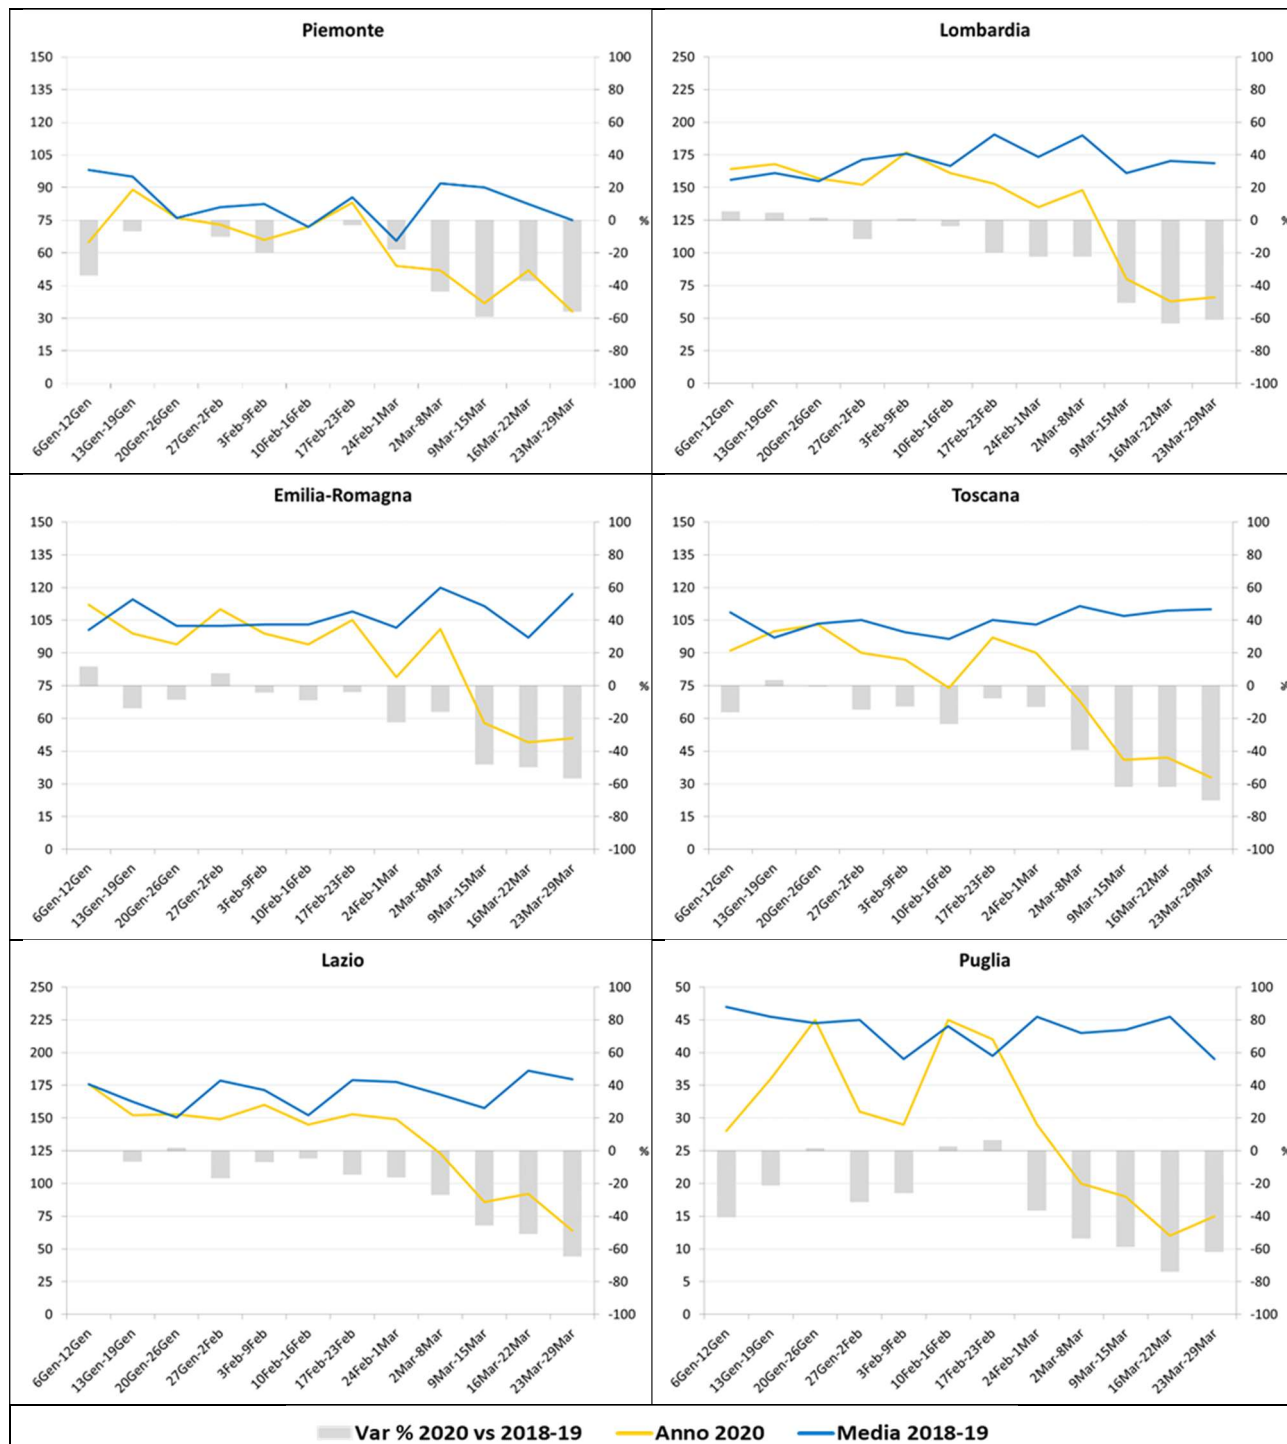 Piemonte
150
135
120
105
90
75
60
45
30
15
0
100
80
60
40
20
0
-20
-40
-60
-80
-100
%
6Gen-12Gen
13Gen-19Gen
20Gen-26Gen
27Gen-2Feb
3Feb-9Feb
10Feb-16Feb
17Feb-23Feb
24Feb-1Mar
2Mar-8Mar
9Mar-15Mar
16Mar-22Mar
23Mar-29Mar
Lombardia
250
225
200
175
150
125
100
75
50
25
0
100
80
60
40
20
0
-20
-40
-60
-80
-100
%
6Gen-12Gen
13Gen-19Gen
20Gen-26Gen
27Gen-2Feb
3Feb-9Feb
10Feb-16Feb
17Feb-23Feb
24Feb-1Mar
2Mar-8Mar
9Mar-15Mar
16Mar-22Mar
23Mar-29Mar
Emilia-Romagna
150
135
120
105
90
75
60
45
30
15
0
100
80
60
40
20
0
-20
-40
-60
-80
-100
%
6Gen-12Gen
13Gen-19Gen
20Gen-26Gen
27Gen-2Feb
3Feb-9Feb
10Feb-16Feb
17Feb-23Feb
24Feb-1Mar
2Mar-8Mar
9Mar-15Mar
16Mar-22Mar
23Mar-29Mar
Toscana
150
135
120
105
90
75
60
45
30
15
0
100
80
60
40
20
0
-20
-40
-60
-80
-100
%
6Gen-12Gen
13Gen-19Gen
20Gen-26Gen
27Gen-2Feb
3Feb-9Feb
10Feb-16Feb
17Feb-23Feb
24Feb-1Mar
2Mar-8Mar
9Mar-15Mar
16Mar-22Mar
23Mar-29Mar
Lazio
250
225
200
175
150
125
100
75
50
25
0
100
80
60
40
20
0
-20
-40
-60
-80
-100
%
6Gen-12Gen
13Gen-19Gen
20Gen-26Gen
27Gen-2Feb
3Feb-9Feb
10Feb-16Feb
17Feb-23Feb
24Feb-1Mar
2Mar-8Mar
9Mar-15Mar
16Mar-22Mar
23Mar-29Mar
Puglia
50
45
40
35
30
25
20
15
10
5
0
100
80
60
40
20
0
-20
-40
-60
-80
-100
%
6Gen-12Gen
13Gen-19Gen
20Gen-26Gen
27Gen-2Feb
3Feb-9Feb
10Feb-16Feb
17Feb-23Feb
24Feb-1Mar
2Mar-8Mar
9Mar-15Mar
16Mar-22Mar
23Mar-29Mar
Var % 2020 vs 2018-19 Anno 2020 Media 2018-19